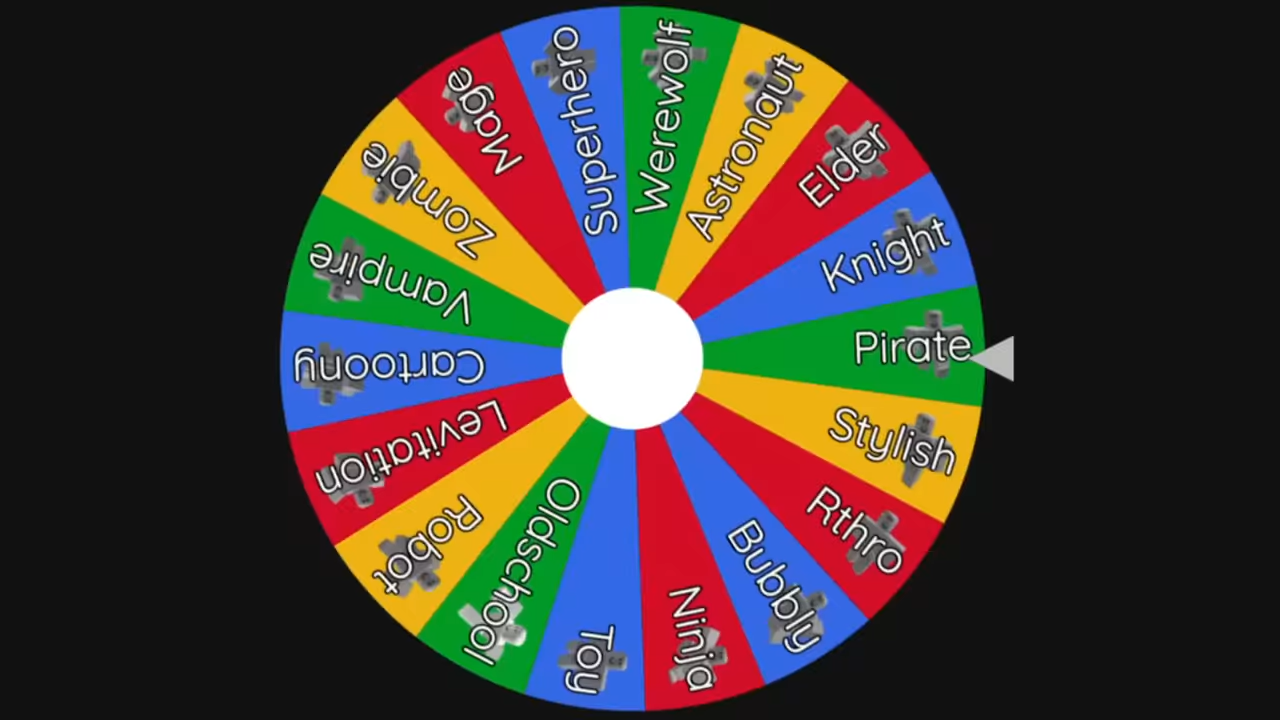 Superhero
Werewolf
Astronaut
Elder
Knight
Pirate
Stylish
Rthro
Bubbly
Ninja
Toy
Oldschool
Robot
Levitation
Cartoony
Vampire
Zombie
Mage